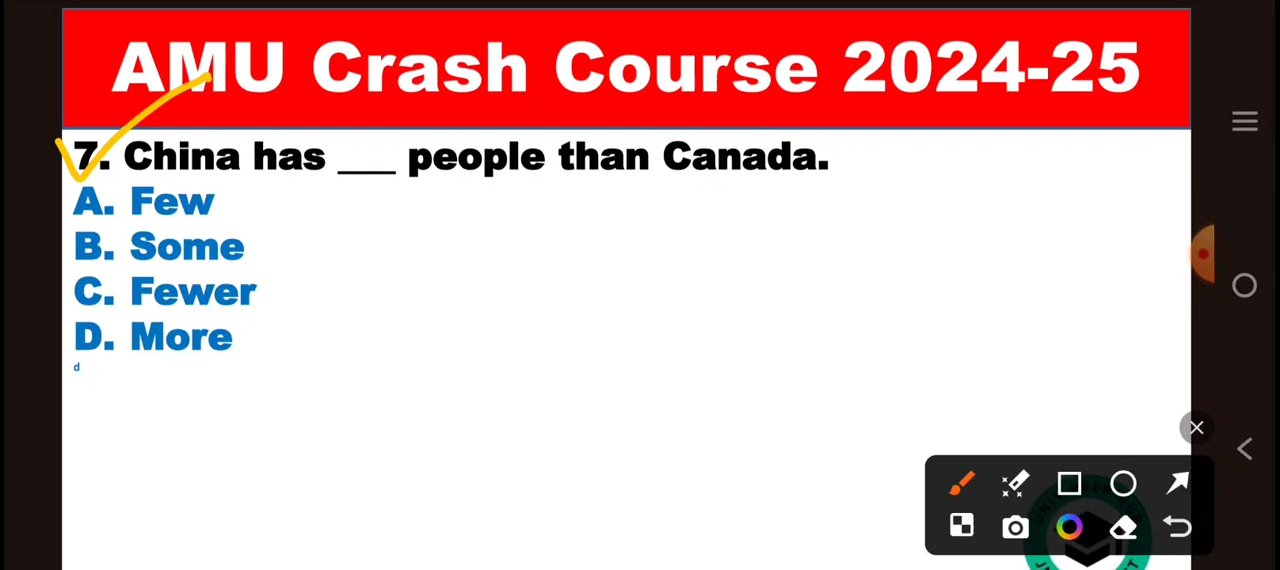 AMU Crash Course 2024-25
7. China has ___ people than Canada.
A. Few
B. Some
C. Fewer
D. More
d